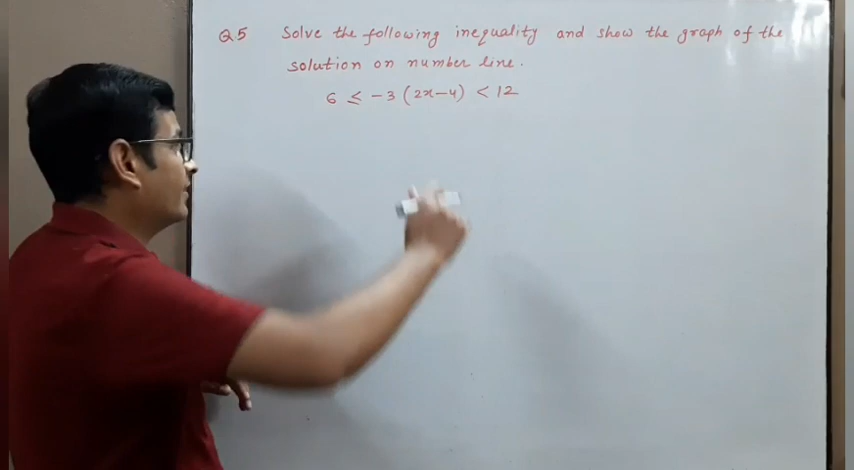 Q.5 Solve the following inequality and show the graph of the
solution on number line.
6 ≤ -3 (2x-4) < 12